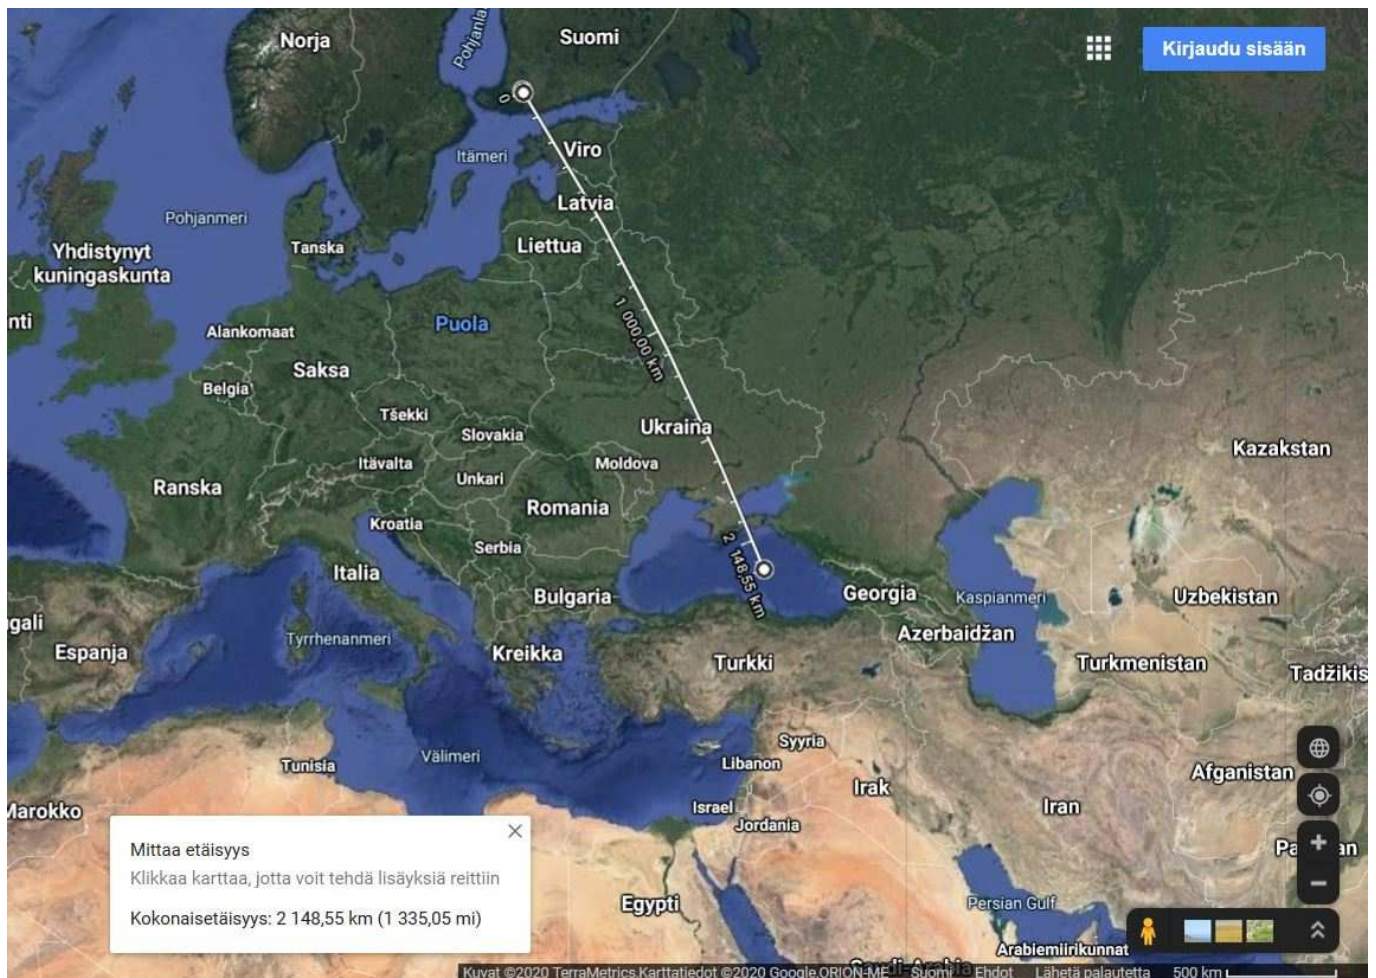 Norja
Pohjanla
Suomi
Kirjaudu sisään
0
Viro
Itämeri
Latvia
Pohjanmeri
Liettua
Tanska
Yhdistynyt
kuningaskunta
nti
Alankomaat
Puola
1 000,00 km
Saksa
Belgia
Tšekki
Ukraina
Slovakia
Kazakstan
Itävalta
Moldova
Unkari
Ranska
Romania
Kroatia
Serbia
2 148,55 km
Italia
Bulgaria
Georgia
Kaspianmeri
Uzbekistan
gali
Azerbaidžan
Tyrrhenanmeri
Espanja
Kreikka
Turkki
Turkmenistan
Tadžikis
Syyria
Välimeri
Libanon
Tunisia
Afganistan
Irak
Marokko
Israel
Iran
Jordania
Pa an
Mittaa etäisyys
Klikkaa karttaa, jotta voit tehdä lisäyksiä reittiin
Kokonaisetäisyys: 2 148,55 km (1 335,05 mi)
Egypti
Persian Gulf
Arabiemiirikunnat
Saudi-Arabia
Kuvat ©2020 TerraMetrics,Karttatiedot ©2020 Google,ORION-ME Suomi Ehdot Lähetä palautetta 500 km